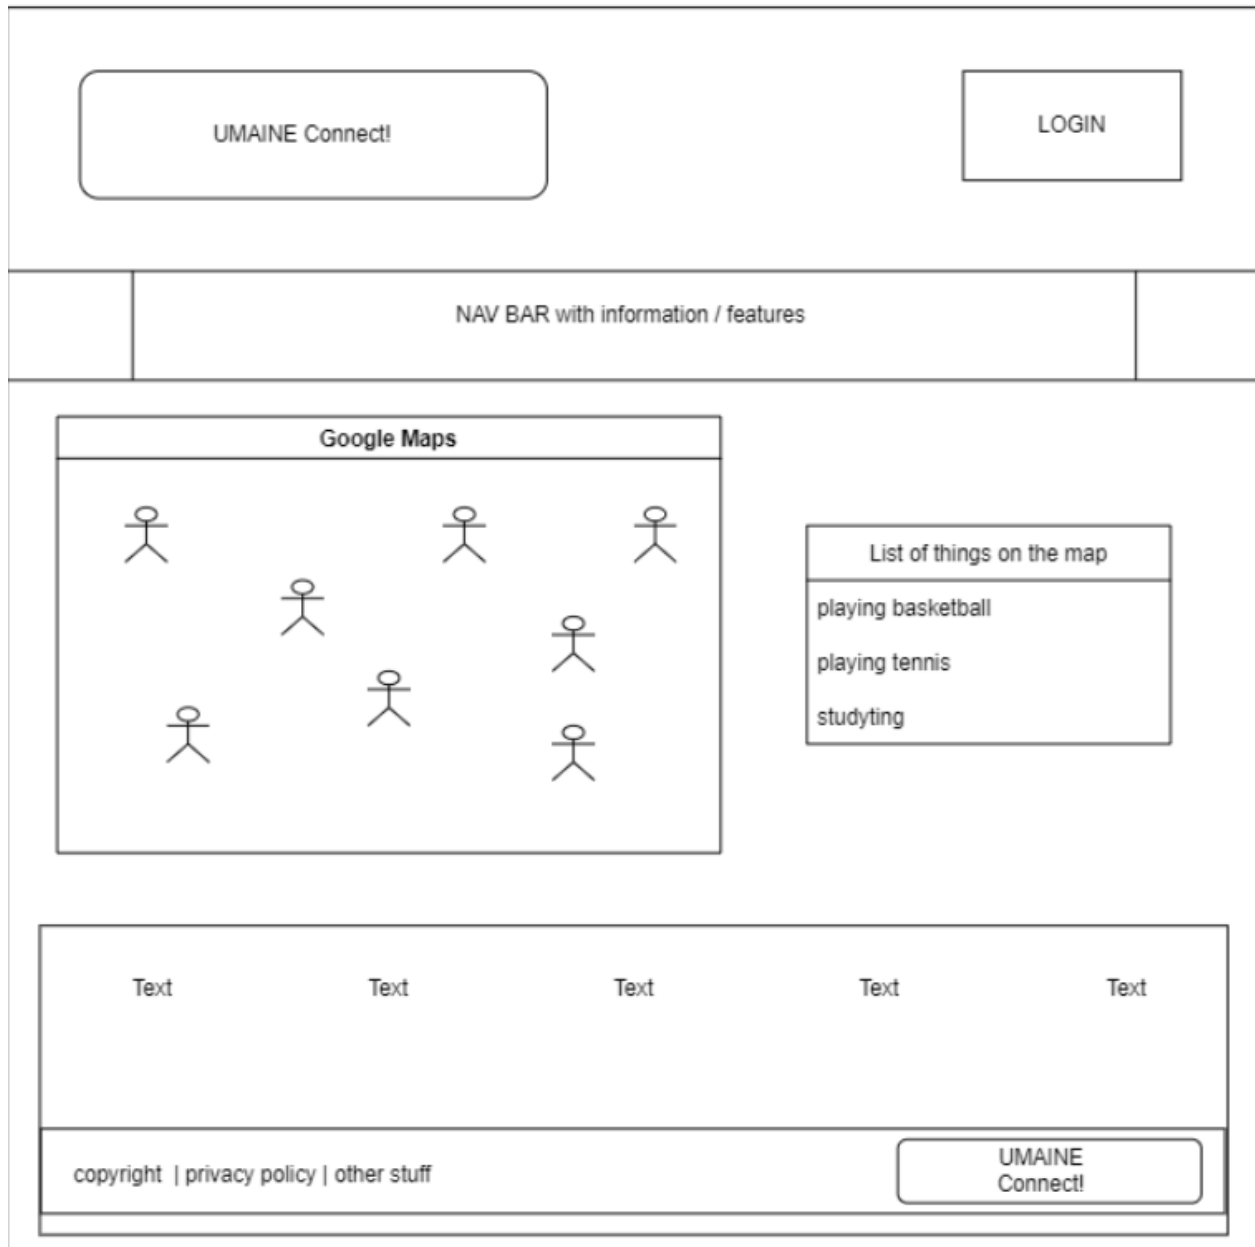 UMAINE Connect!
LOGIN
NAV BAR with information / features
Google Maps
List of things on the map
playing basketball
playing tennis
studyting
Text Text Text Text Text
copyright | privacy policy | other stuff
UMAINE
Connect!